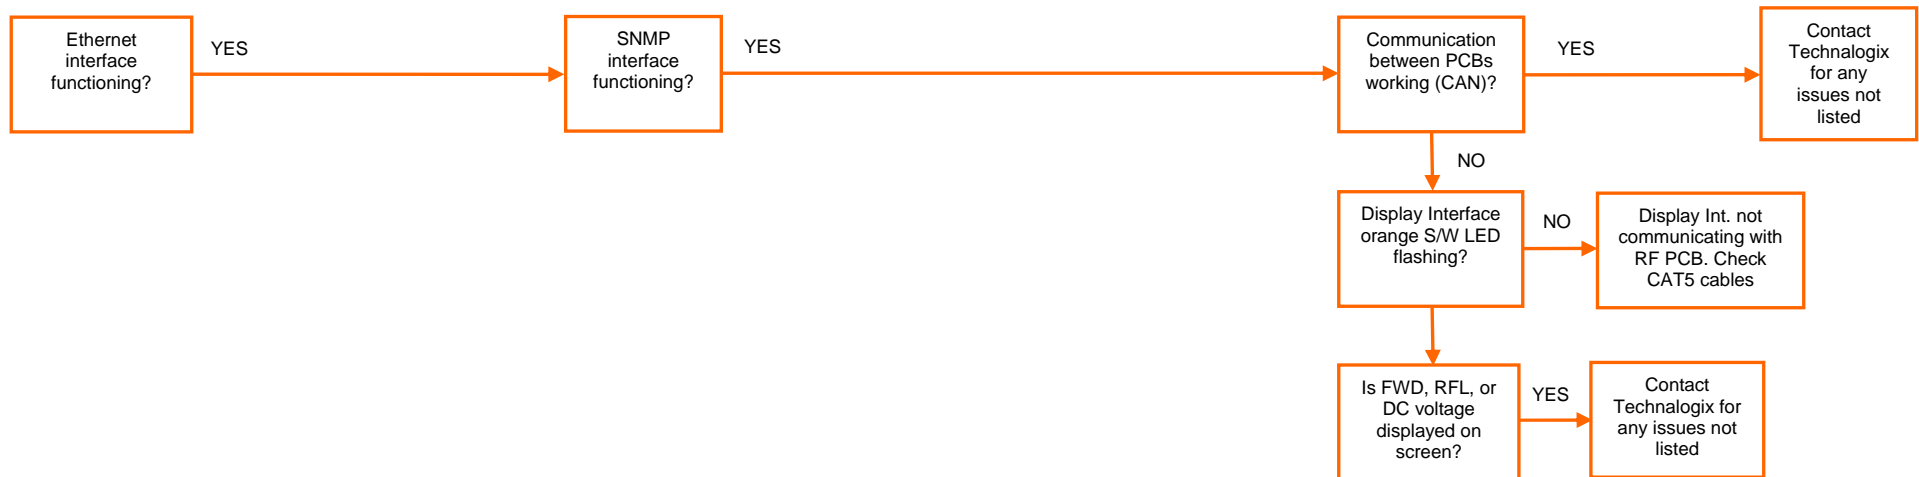 Ethernet
interface
functioning?
YES
SNMP
interface
functioning?
YES
Communication
between PCBs
working (CAN)?
YES
Contact
Technalogix
for any
issues not
listed
NO
Display Interface
orange S/W LED
flashing?
NO
Display Int. not
communicating with
RF PCB. Check
CAT5 cables
Is FWD, RFL, or
DC voltage
displayed on
screen?
YES
Contact
Technalogix for
any issues not
listed